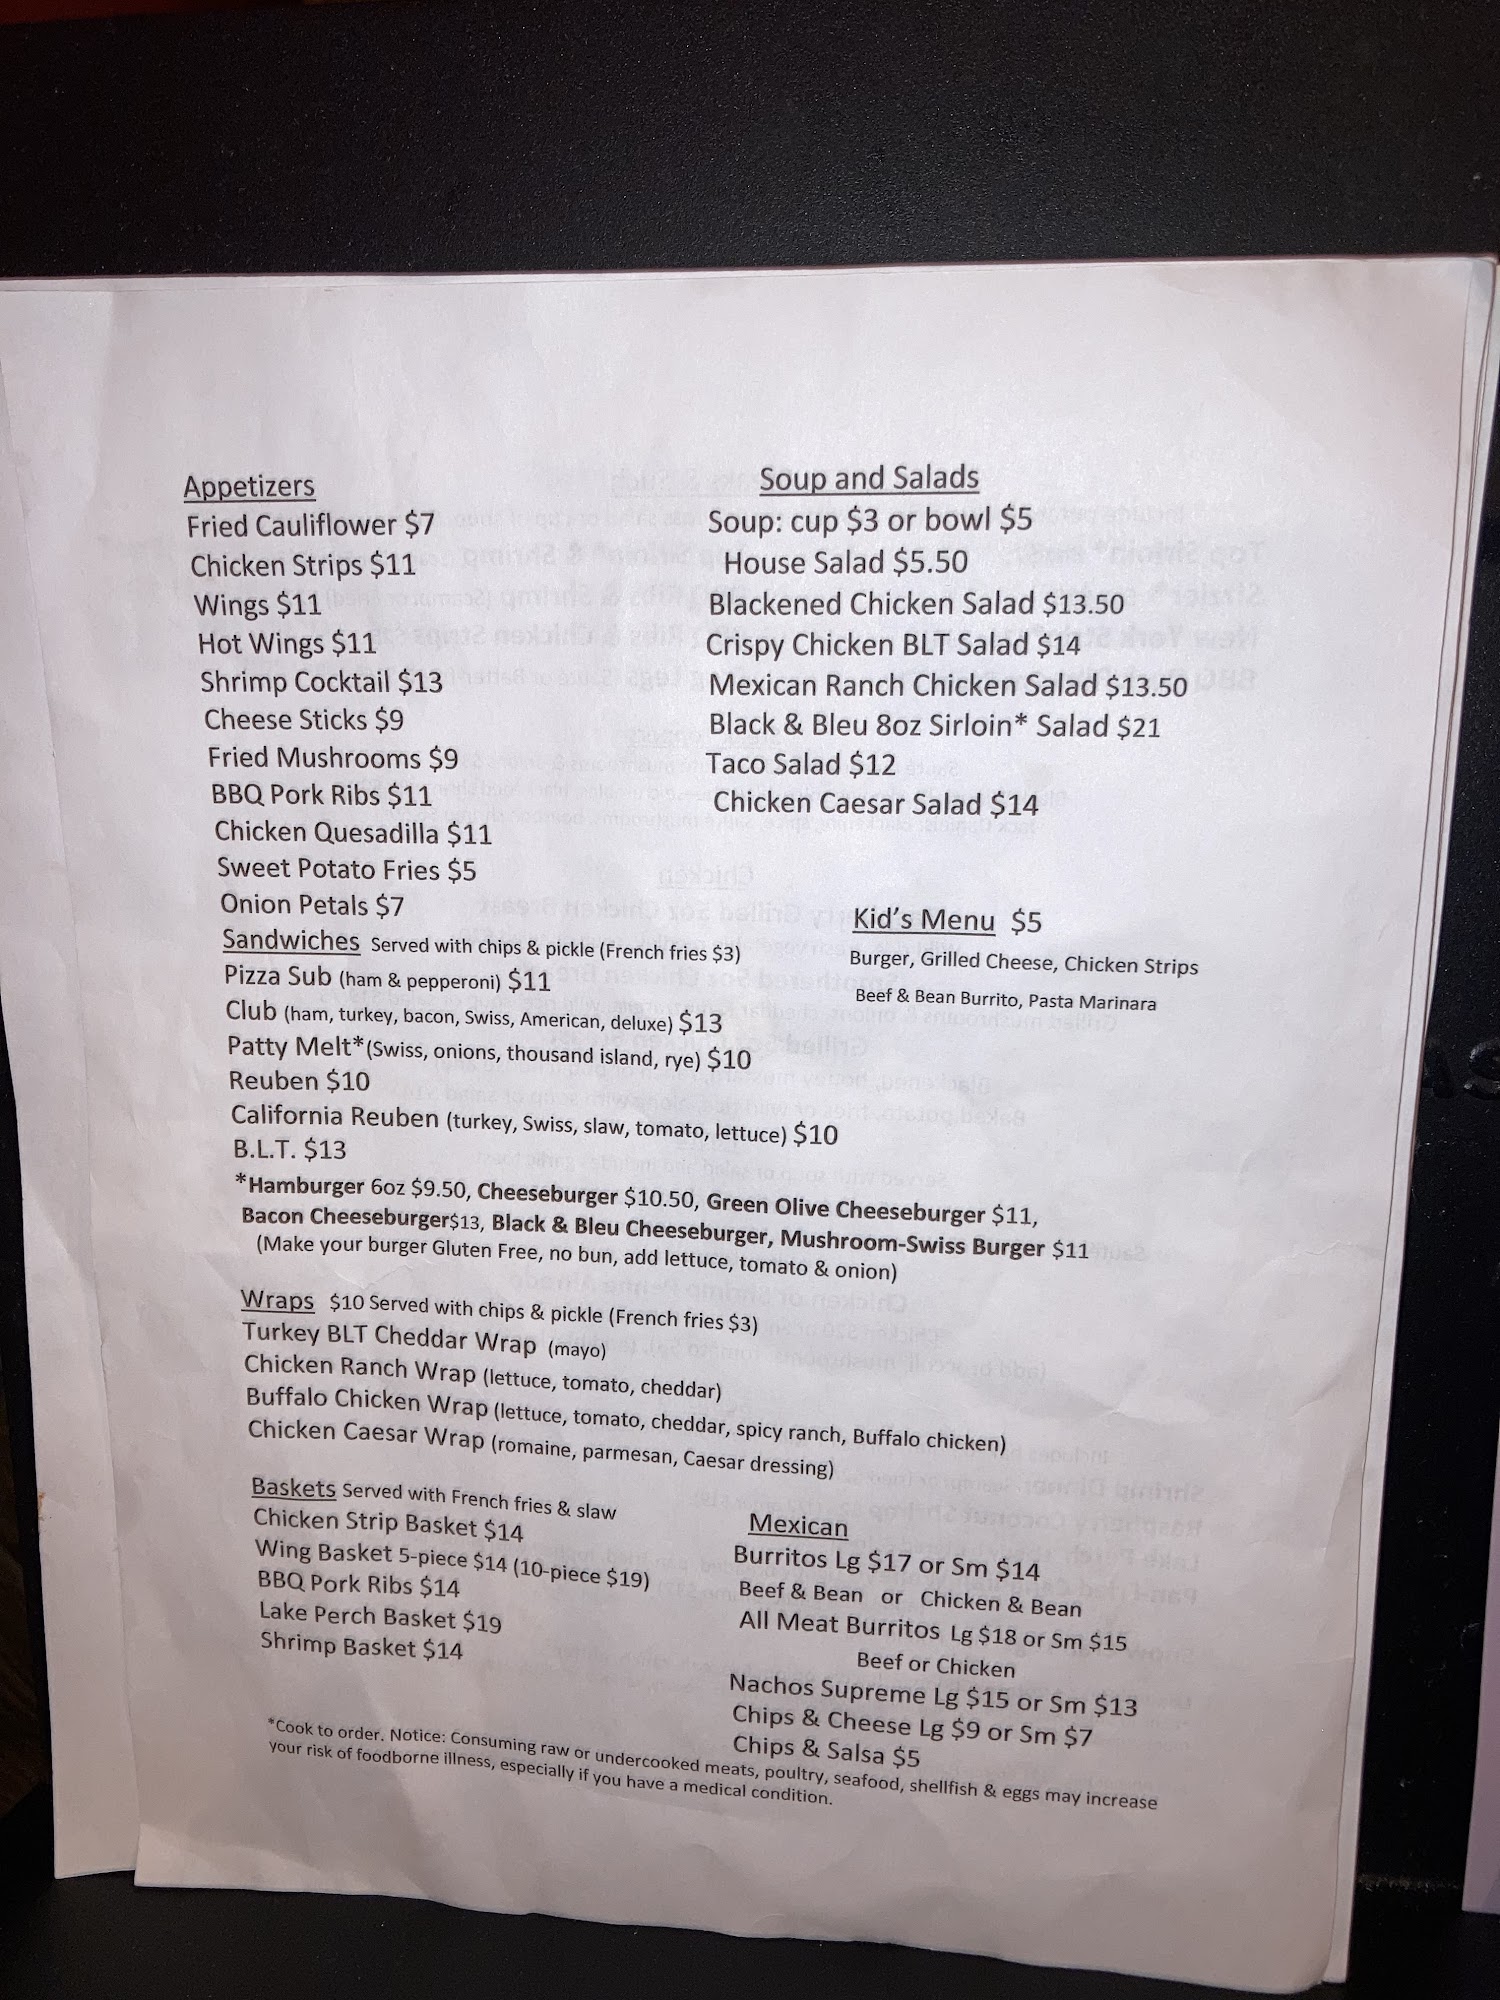 Appetizers
Fried Cauliflower $7
Chicken Strips $11
Wings $11
Hot Wings $11
Shrimp Cocktail $13
Cheese Sticks $9
Fried Mushrooms $9
BBQ Pork Ribs $11
Chicken Quesadilla $11
Sweet Potato Fries $5
Onion Petals $7
Soup and Salads
Soup: cup $3 or bowl $5
House Salad $5.50
Blackened Chicken Salad $13.50
Crispy Chicken BLT Salad $14
Mexican Ranch Chicken Salad $13.50
Black & Bleu 8oz Sirloin* Salad $21
Taco Salad $12
Chicken Caesar Salad $14
Kid's Menu $5
Burger, Grilled Cheese, Chicken Strips
Beef & Bean Burrito, Pasta Marinara
Sandwiches Served with chips & pickle (French fries $3)
Pizza Sub (ham & pepperoni) $11
Club (ham, turkey, bacon, Swiss, American, deluxe) $13
Patty Melt*(Swiss, onions, thousand island, rye) $10
Reuben $10
California Reuben (turkey, Swiss, slaw, tomato, lettuce) $10
B.L.T. $13
*Hamburger 6oz $9.50, Cheeseburger $10.50, Green Olive Cheeseburger $11,
Bacon Cheeseburger$13, Black & Bleu Cheeseburger, Mushroom-Swiss Burger $11
(Make your burger Gluten Free, no bun, add lettuce, tomato & onion)
Wraps $10 Served with chips & pickle (French fries $3)
Turkey BLT Cheddar Wrap (mayo)
Chicken Ranch Wrap (lettuce, tomato, cheddar)
Buffalo Chicken Wrap (lettuce, tomato, cheddar, spicy ranch, Buffalo chicken)
Chicken Caesar Wrap (romaine, parmesan, Caesar dressing)
Baskets Served with French fries & slaw
Chicken Strip Basket $14
Wing Basket 5-piece $14 (10-piece $19)
BBQ Pork Ribs $14
Lake Perch Basket $19
Shrimp Basket $14
Mexican
Burritos Lg $17 or Sm $14
Beef & Bean or Chicken & Bean
All Meat Burritos Lg $18 or Sm $15
Beef or Chicken
Nachos Supreme Lg $15 or Sm $13
Chips & Cheese Lg $9 or Sm $7
Chips & Salsa $5
*Cook to order. Notice: Consuming raw or undercooked meats, poultry, seafood, shellfish & eggs may increase
your risk of foodborne illness, especially if you have a medical condition.